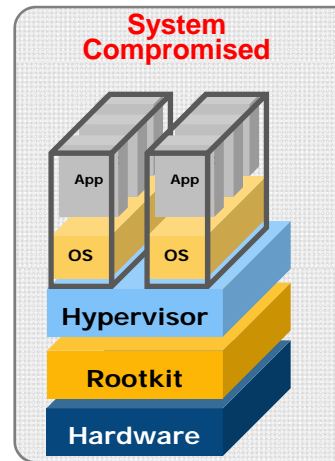 System
Compromised
App
App
OS
OS
Hypervisor
Rootkit
Hardware